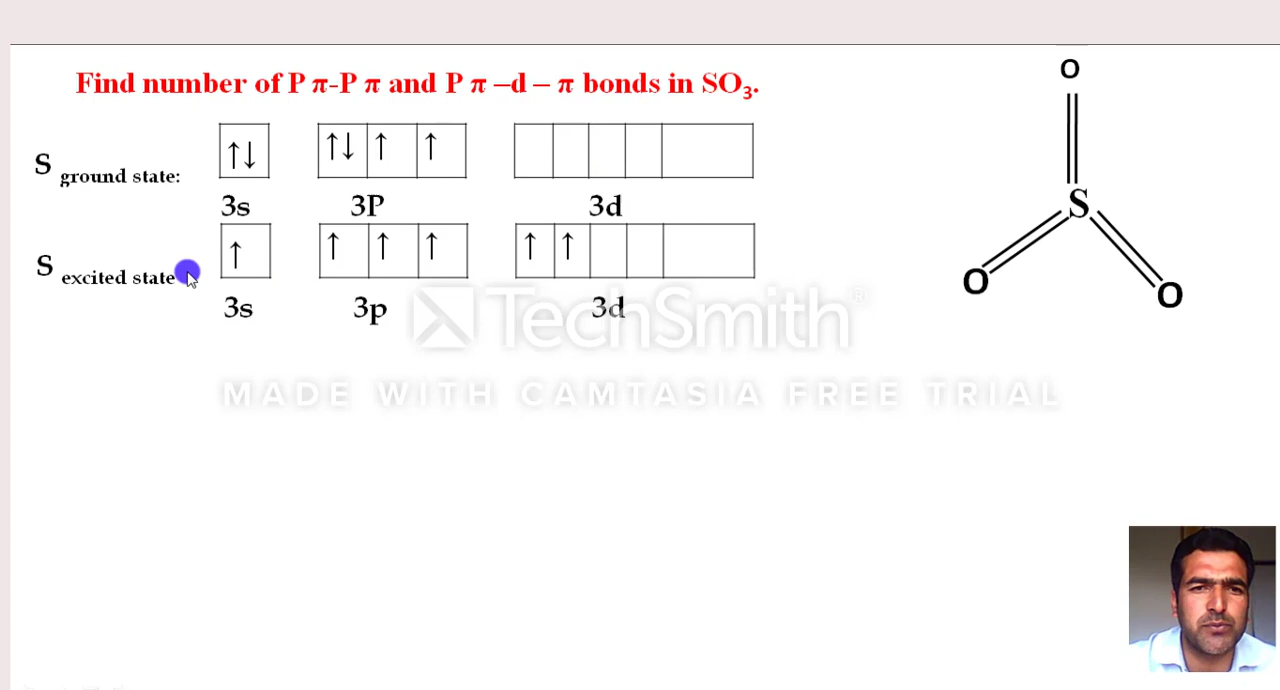 Find number of P π-P π and P π –d – π bonds in SO₃.
O
S ground state:
↑↓ ↑↓ ↑ ↑
3s 3P 3d
S
S excited state
↑ ↑ ↑ ↑ ↑ ↑
O O
3s 3p 3d
TechSmith®
MADE WITH CAMTASIA FREE TRIAL